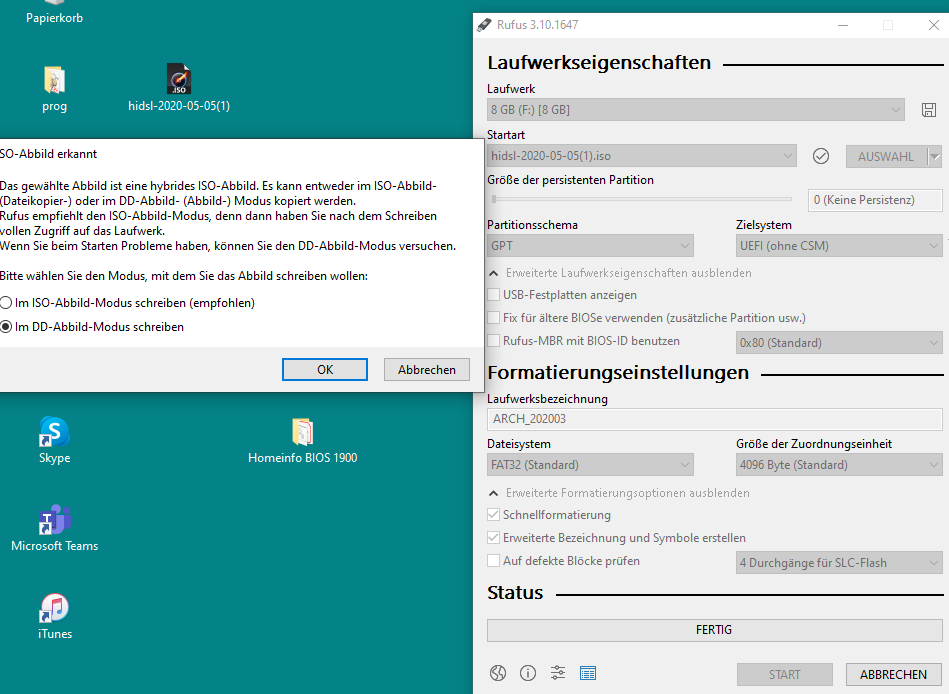 Papierkorb
prog
.ISO
hidsl-2020-05-05(1)
SO-Abbild erkannt
Das gewählte Abbild ist eine hybrides ISO-Abbild. Es kann entweder im ISO-Abbild-
(Dateikopier-) oder im DD-Abbild- (Abbild-) Modus kopiert werden.
Rufus empfiehlt den ISO-Abbild-Modus, denn dann haben Sie nach dem Schreiben
vollen Zugriff auf das Laufwerk.
Wenn Sie beim Starten Probleme haben, können Sie den DD-Abbild-Modus versuchen.
Bitte wählen Sie den Modus, mit dem Sie das Abbild schreiben wollen:
Im ISO-Abbild-Modus schreiben (empfohlen)
Im DD-Abbild-Modus schreiben
OK
Abbrechen
Skype
Homeinfo BIOS 1900
Microsoft Teams
iTunes
Rufus 3.10.1647
Laufwerkseigenschaften
Laufwerk
8 GB (F:) [8 GB]
Startart
hidsl-2020-05-05(1).iso
AUSWAHL
Größe der persistenten Partition
0 (Keine Persistenz)
Partitionsschema
Zielsystem
GPT
UEFI (ohne CSM)
Erweiterte Laufwerkseigenschaften ausblenden
USB-Festplatten anzeigen
Fix für ältere BIOSe verwenden (zusätzliche Partition usw.)
Rufus-MBR mit BIOS-ID benutzen
0x80 (Standard)
Formatierungseinstellungen
Laufwerksbezeichnung
ARCH_202003
Dateisystem
Größe der Zuordnungseinheit
FAT32 (Standard)
4096 Byte (Standard)
Erweiterte Formatierungsoptionen ausblenden
Schnellformatierung
Erweiterte Bezeichnung und Symbole erstellen
Auf defekte Blöcke prüfen
4 Durchgänge für SLC-Flash
Status
FERTIG
START
ABBRECHEN